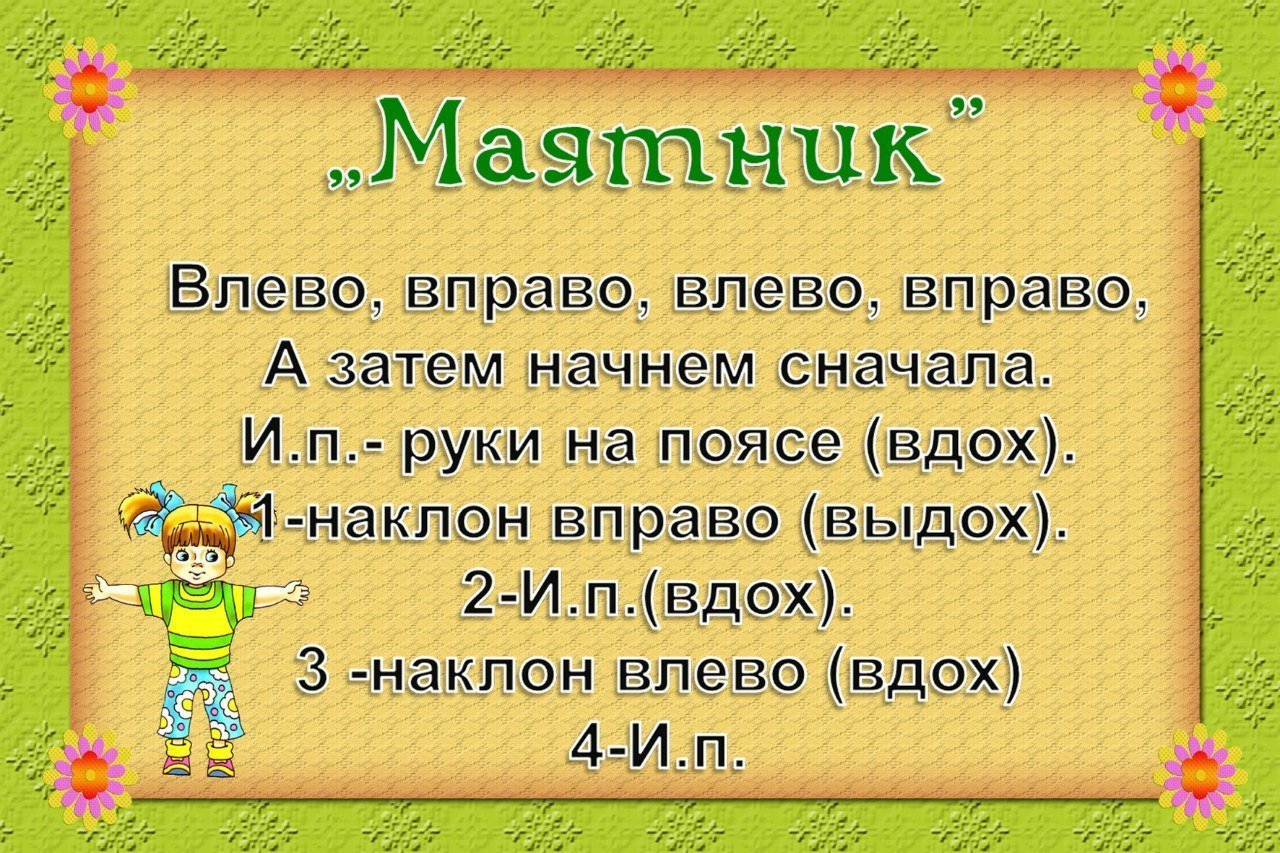 „Маятник”
Влево, вправо, влево, вправо,
А затем начнем сначала.
И.п.- руки на поясе (вдох).
1-наклон вправо (выдох).
2-И.п.(вдох).
3 -наклон влево (вдох)
4-И.п.